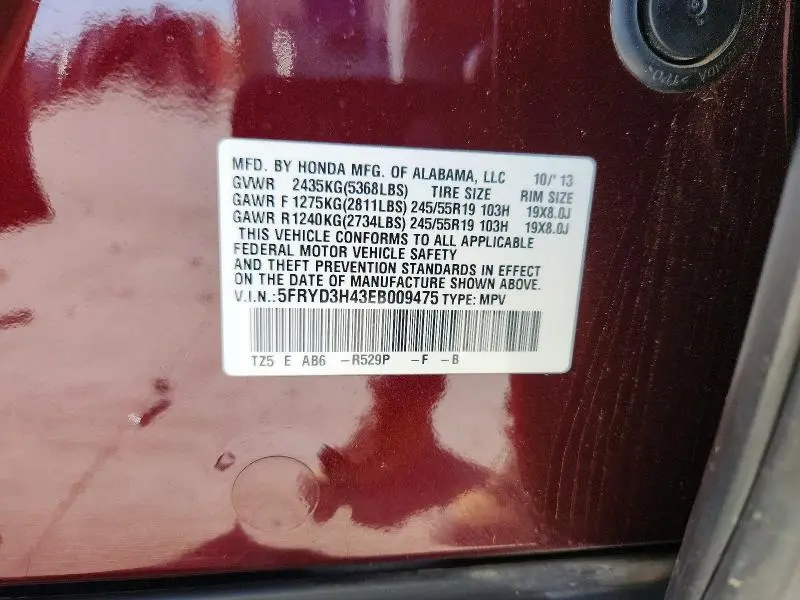 MFD. BY HONDA MFG. OF ALABAMA, LLC 10/'13
GVWR 2435KG(5368LBS) TIRE SIZE RIM SIZE
GAWR F 1275KG(2811LBS) 245/55R19 103H 19X8.0J
GAWR R1240KG(2734LBS) 245/55R19 103H 19X8.0J
THIS VEHICLE CONFORMS TO ALL APPLICABLE
FEDERAL MOTOR VEHICLE SAFETY
AND THEFT PREVENTION STANDARDS IN EFFECT
ON THE DATE OF MANUFACTURE SHOWN ABOVE.
V.I.N.:5FRYD3H43EB009475 TYPE: MPV
TZ5 E AB6 -R529P -F -B